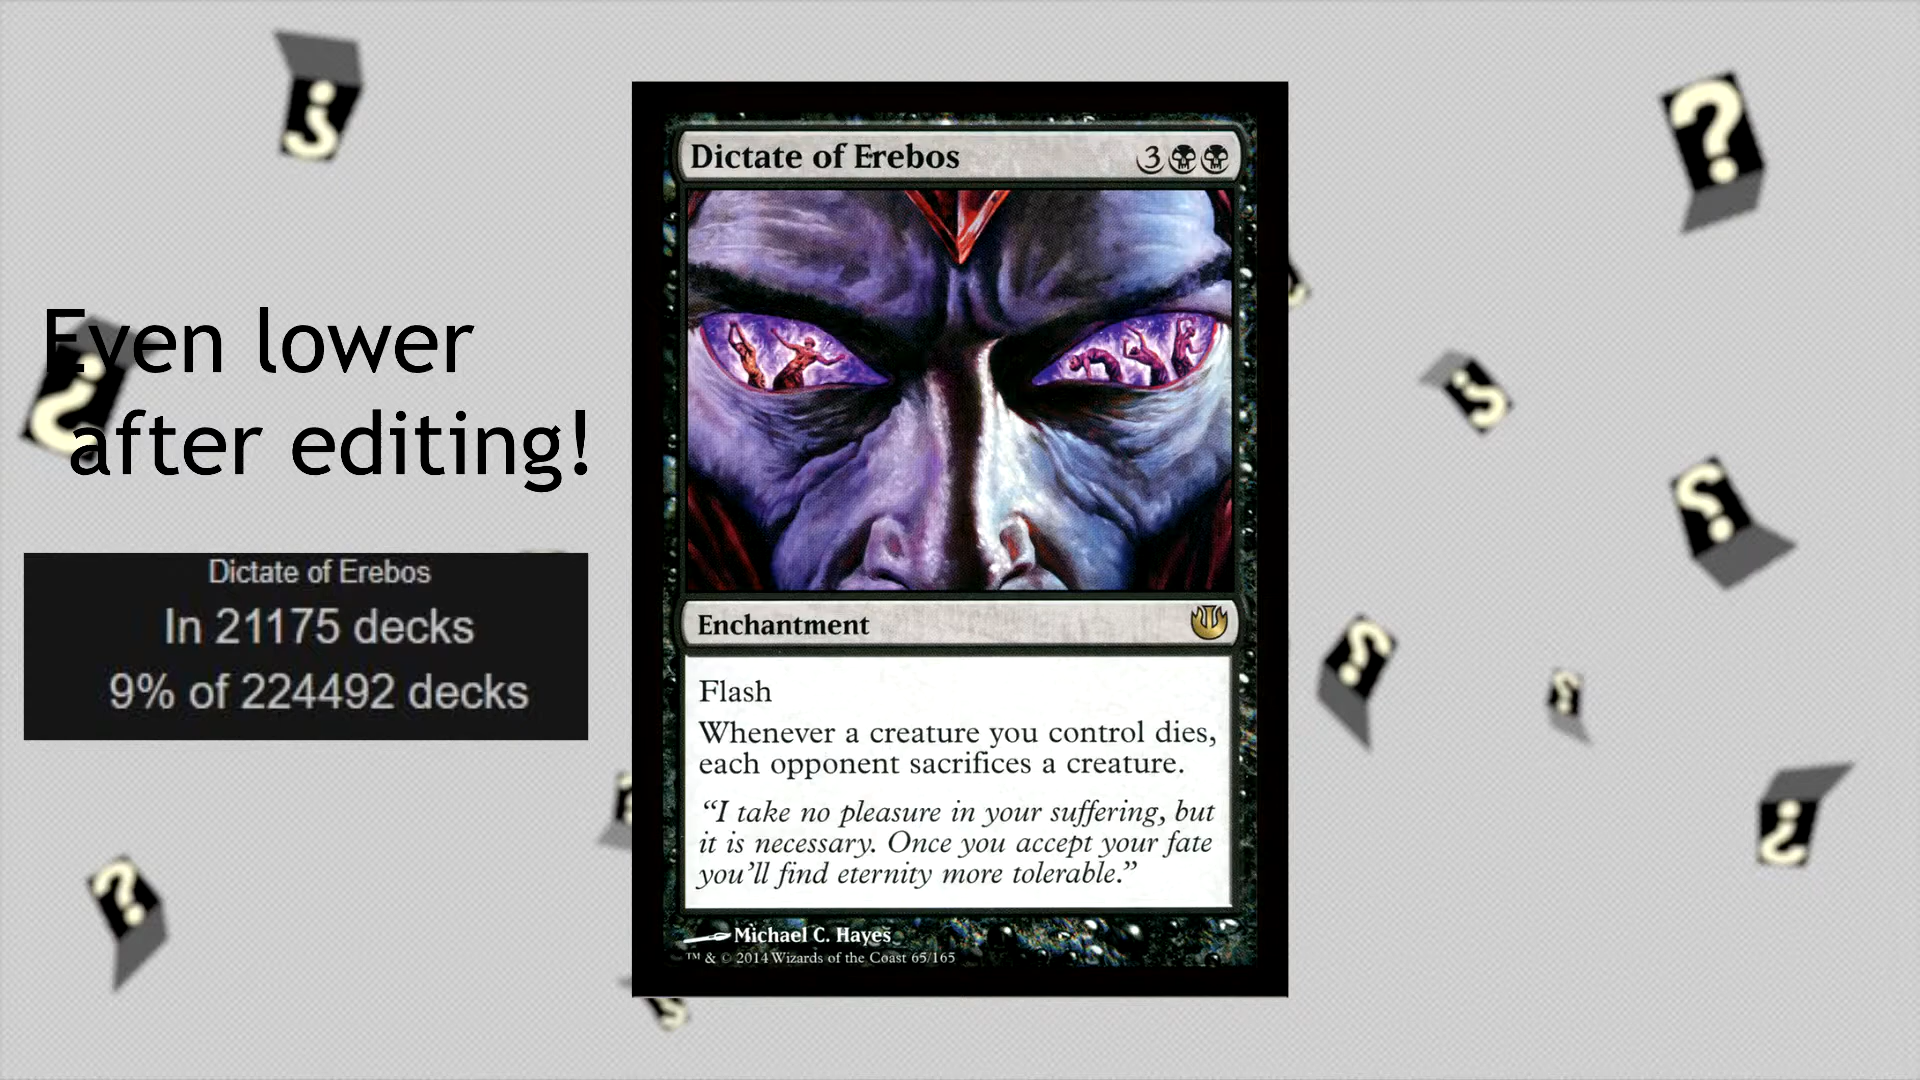 Even lower
after editing!
Dictate of Erebos
In 21175 decks
9% of 224492 decks
Dictate of Erebos 3
Enchantment
Flash
Whenever a creature you control dies,
each opponent sacrifices a creature.
“I take no pleasure in your suffering, but
it is necessary. Once you accept your fate
you’ll find eternity more tolerable.”
Michael C. Hayes
™ & © 2014 Wizards of the Coast 65/165